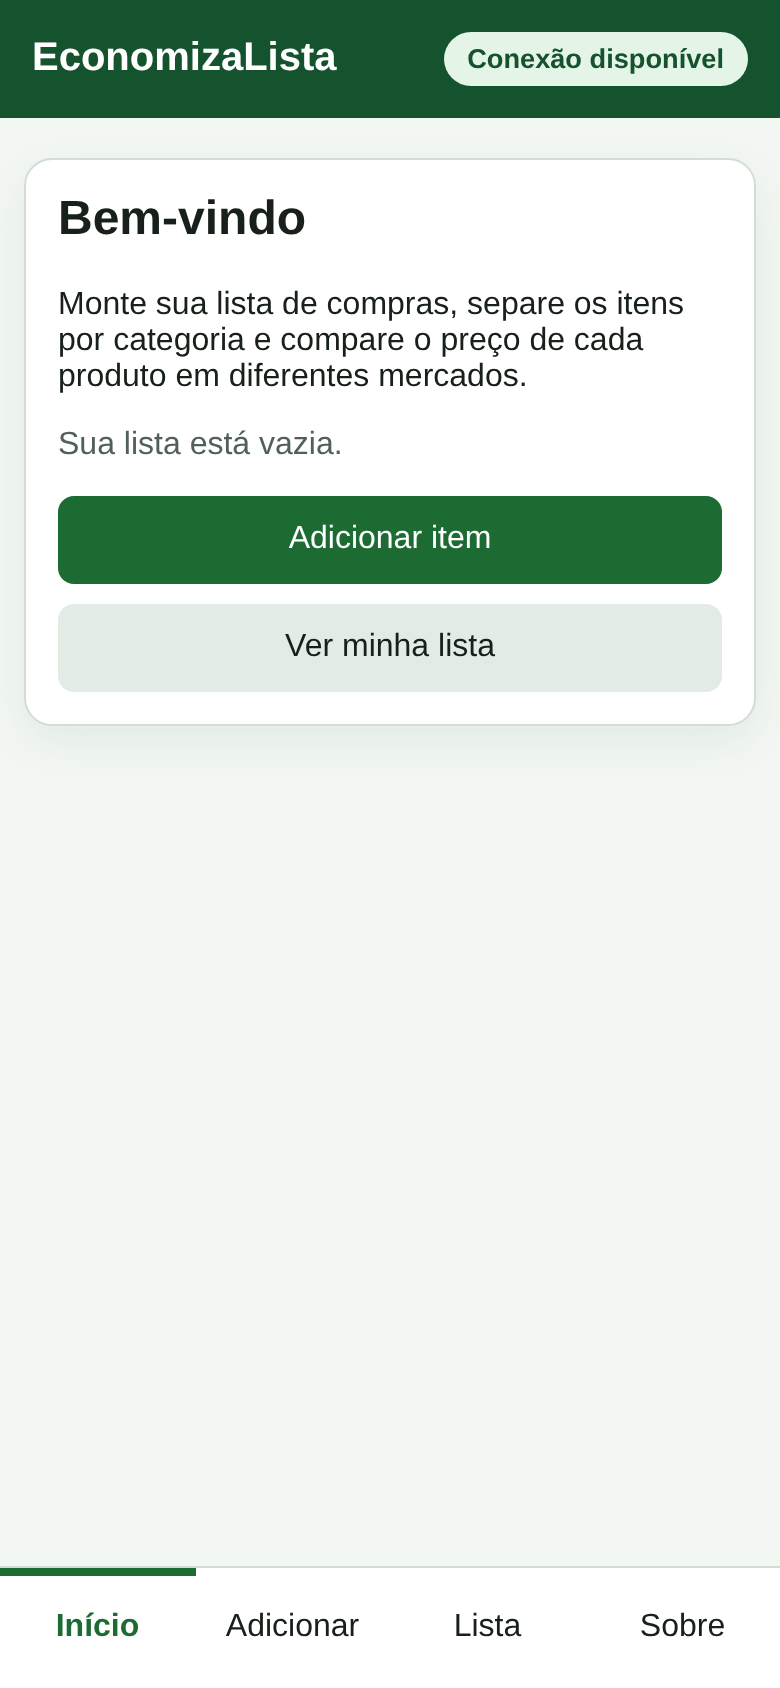 EconomizaLista
Conexão disponível
Bem-vindo
Monte sua lista de compras, separe os itens
por categoria e compare o preço de cada
produto em diferentes mercados.
Sua lista está vazia.
Adicionar item
Ver minha lista
Início
Adicionar
Lista
Sobre